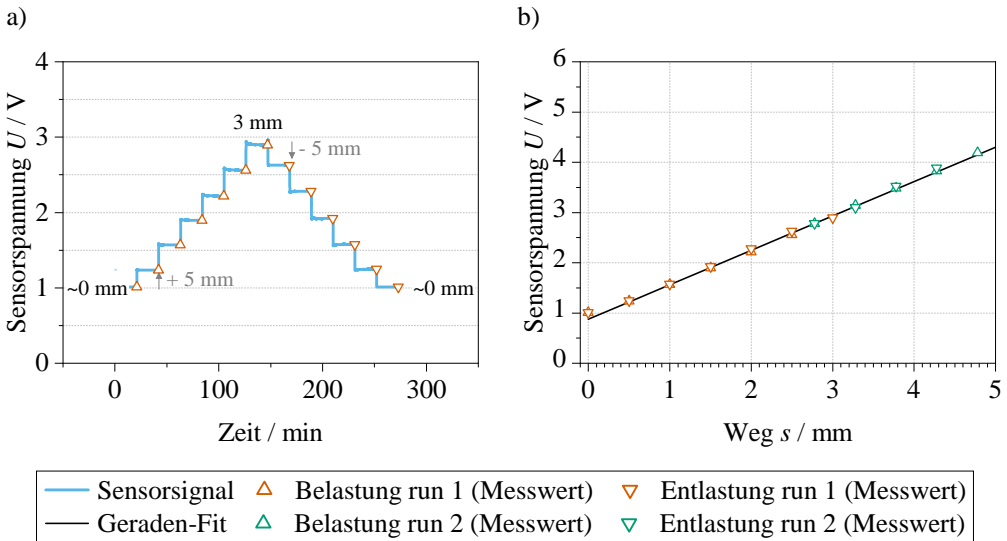 a)
Sensorspannung U / V
4
3
2
1
0
3 mm
- 5 mm
+ 5 mm
~0 mm
~0 mm
0
100
200
300
Zeit / min
b)
Sensorspannung U / V
6
5
4
3
2
1
0
0
1
2
3
4
5
Weg s / mm
Sensorsignal
Belastung run 1 (Messwert)
Entlastung run 1 (Messwert)
Geraden-Fit
Belastung run 2 (Messwert)
Entlastung run 2 (Messwert)